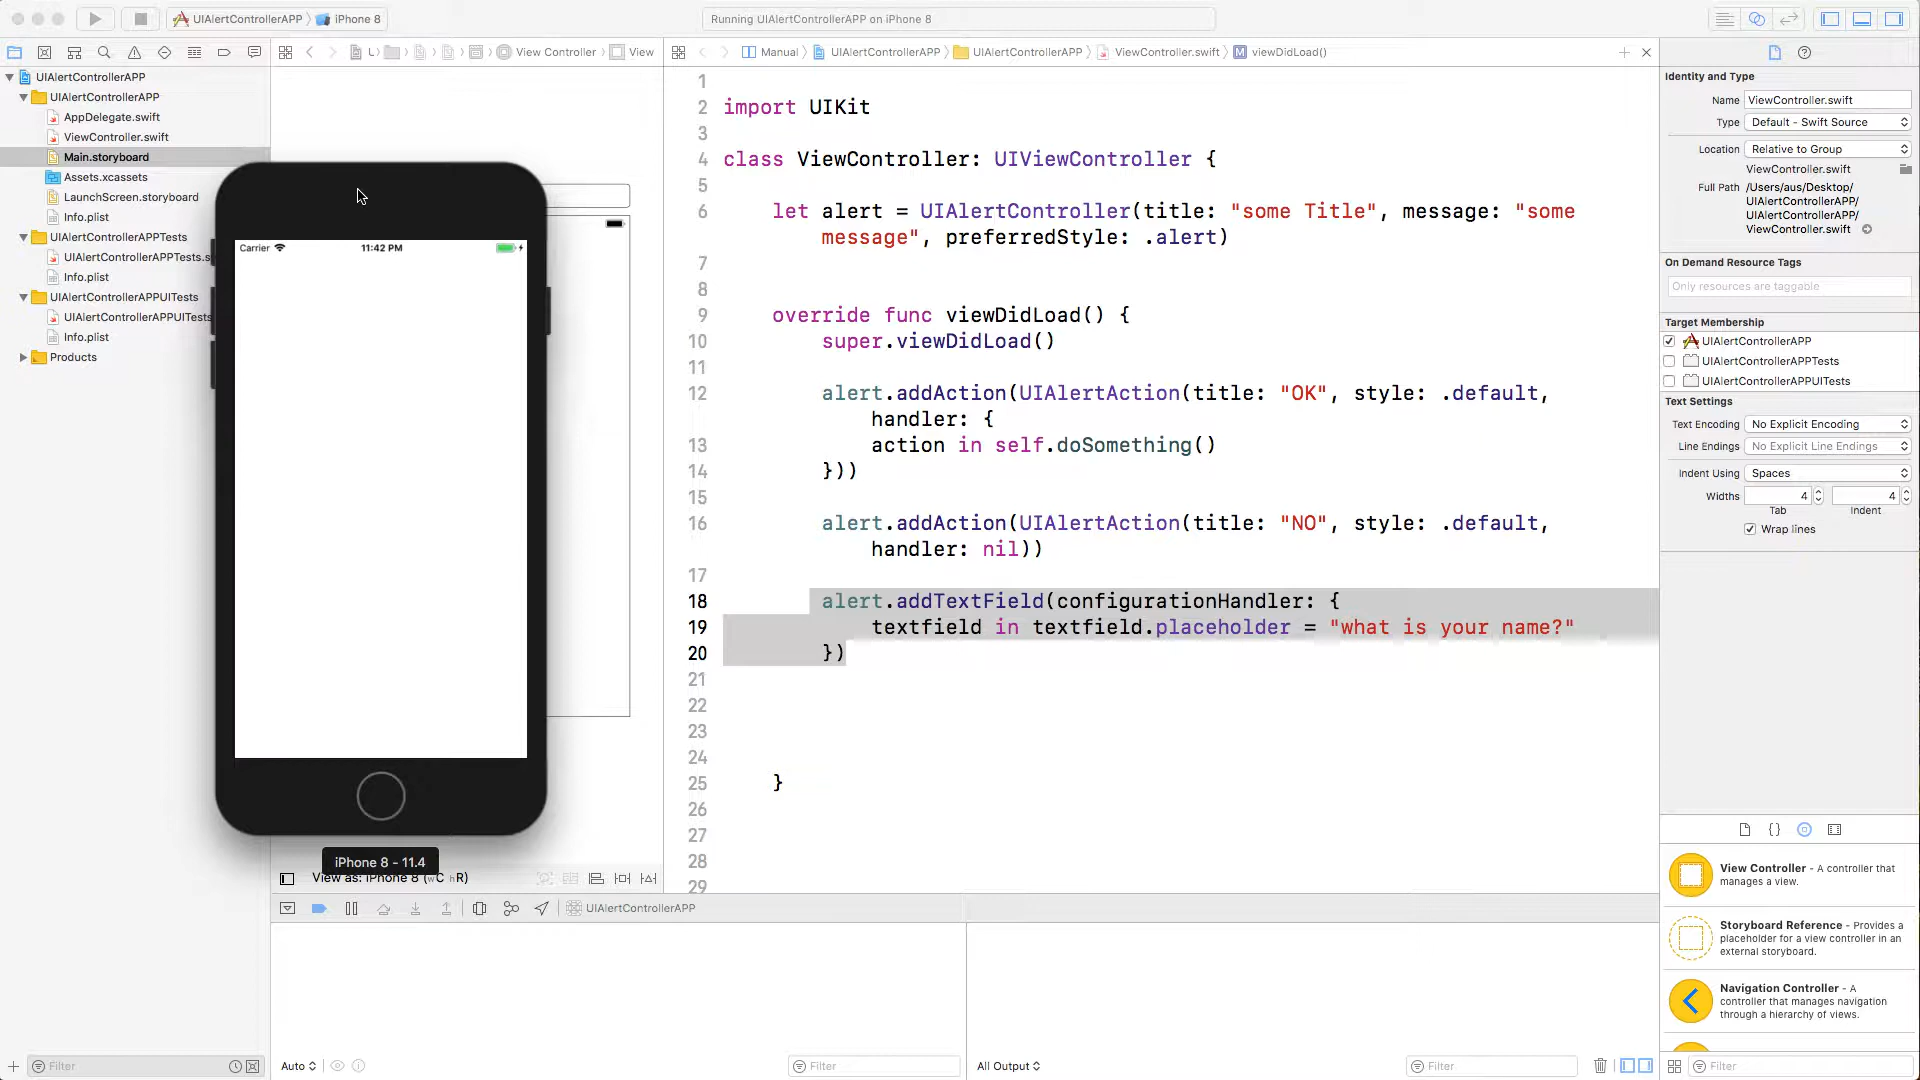 UIAlertControllerAPP
iPhone 8
Running UIAlertControllerAPP on iPhone 8
View Controller
View
Manual
UIAlertControllerAPP
UIAlertControllerAPP
ViewController.swift
viewDidLoad()
UIAlertControllerAPP
UIAlertControllerAPP
AppDelegate.swift
ViewController.swift
Main.storyboard
Assets.xcassets
LaunchScreen.storyboard
Info.plist
UIAlertControllerAPPTests
UIAlertControllerAPPTests.s
Info.plist
UIAlertControllerAPPUITests
UIAlertControllerAPPUITests
Info.plist
Products
Filter
Carrier
11:42 PM
iPhone 8 - 11.4
View as: iPhone 8 (wC hR)
1
2 import UIKit
3
4 class ViewController: UIViewController {
5
6 let alert = UIAlertController(title: "some Title", message: "some
message", preferredStyle: .alert)
7
8
9 override func viewDidLoad() {
10 super.viewDidLoad()
11
12 alert.addAction(UIAlertAction(title: "OK", style: .default,
handler: {
13 action in self.doSomething()
14 }))
15
16 alert.addAction(UIAlertAction(title: "NO", style: .default,
handler: nil))
17
18 alert.addTextField(configurationHandler: {
19 textfield in textfield.placeholder = "what is your name?"
20 })
21
22
23
24
25 }
26
27
28
29
UIAlertControllerAPP
Auto
Filter
All Output
Filter
Identity and Type
Name ViewController.swift
Type Default - Swift Source
Location Relative to Group
ViewController.swift
Full Path /Users/aus/Desktop/
UIAlertControllerAPP/
UIAlertControllerAPP/
ViewController.swift
On Demand Resource Tags
Only resources are taggable
Target Membership
UIAlertControllerAPP
UIAlertControllerAPPTests
UIAlertControllerAPPUITests
Text Settings
Text Encoding No Explicit Encoding
Line Endings No Explicit Line Endings
Indent Using Spaces
Widths 4 4
Tab Indent
Wrap lines
View Controller - A controller that
manages a view.
Storyboard Reference - Provides a
placeholder for a view controller in an
external storyboard.
Navigation Controller - A
controller that manages navigation
through a hierarchy of views.
Filter